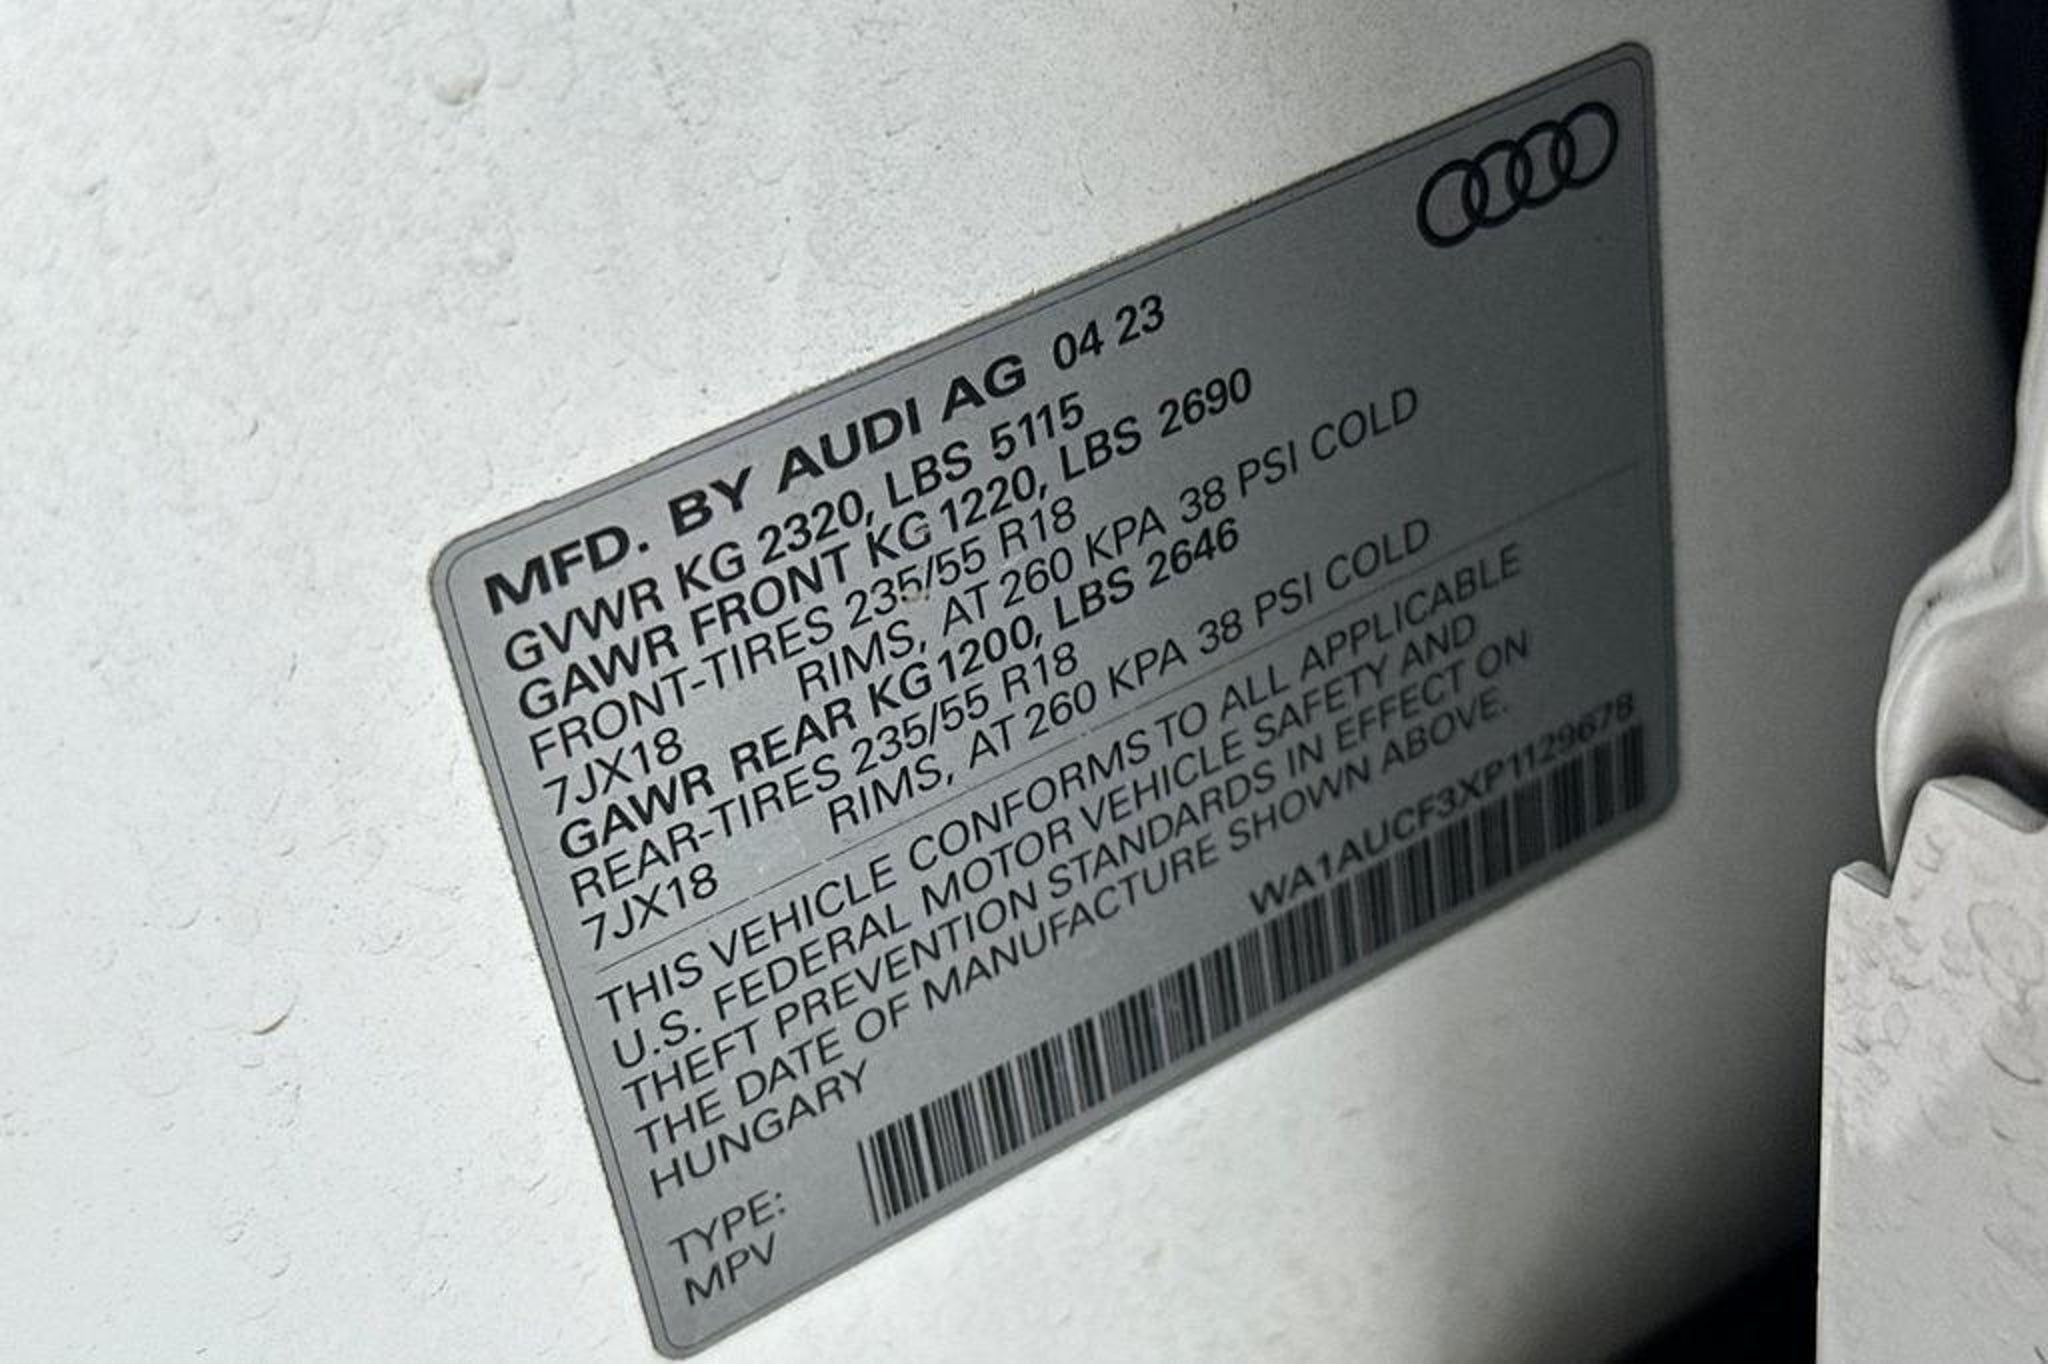 MFD. BY AUDI AG 04 23
GVWR KG 2320, LBS 5115
GAWR FRONT KG 1220, LBS 2690
FRONT-TIRES 235/55 R18
7JX18 RIMS, AT 260 KPA 38 PSI COLD
GAWR REAR KG 1200, LBS 2646
REAR-TIRES 235/55 R18
7JX18 RIMS, AT 260 KPA 38 PSI COLD
THIS VEHICLE CONFORMS TO ALL APPLICABLE
U.S. FEDERAL MOTOR VEHICLE SAFETY AND
THEFT PREVENTION STANDARDS IN EFFECT ON
THE DATE OF MANUFACTURE SHOWN ABOVE.
HUNGARY
WA1AUCF3XP1129678
TYPE:
MPV